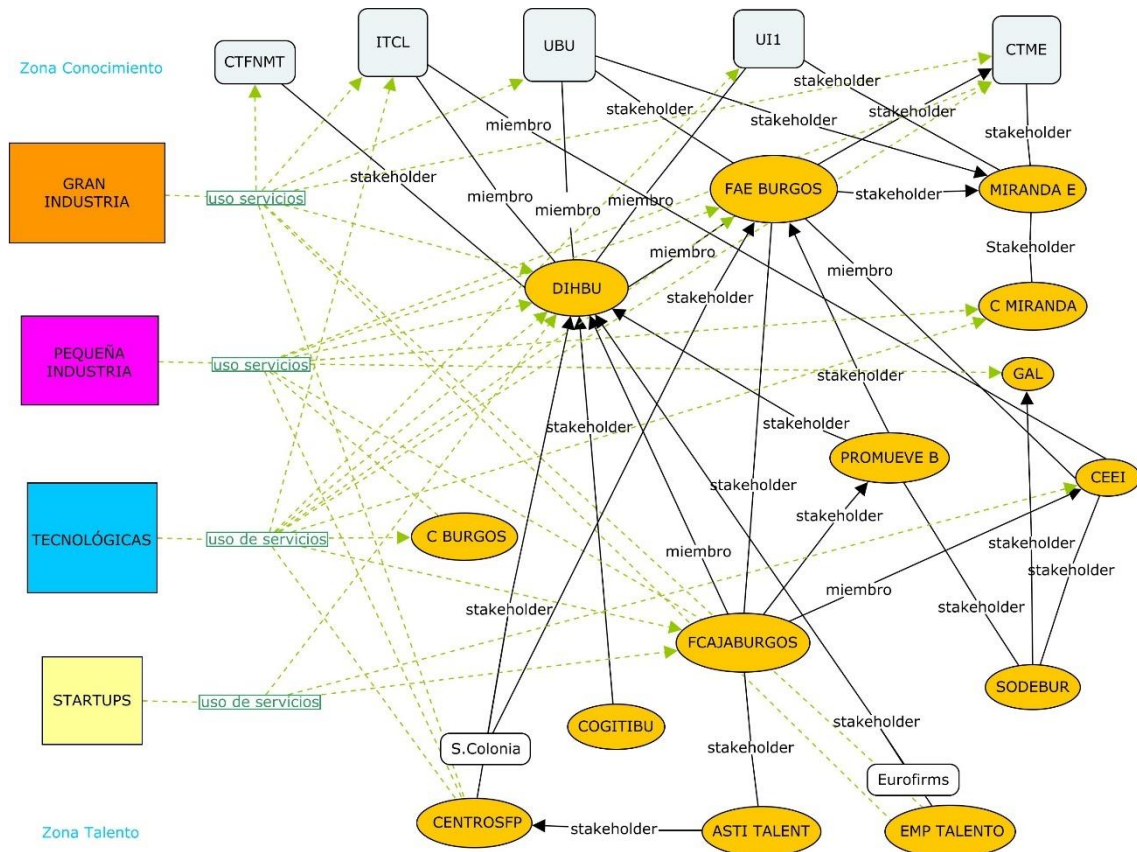 CTFNMT
ITCL
UBU
UI1
CTME
Zona Conocimiento
stakeholder
stakeholder
miembro
stakeholder
stakeholder
stakeholder
GRAN
INDUSTRIA
uso servicios
stakeholder
FAE BURGOS
stakeholder
MIRANDA E
miembro
miembro
miembro
miembro
Stakeholder
DIHBU
stakeholder
miembro
C MIRANDA
PEQUEÑA
INDUSTRIA
uso servicios
GAL
stakeholder
stakeholder
stakeholder
PROMUEVE B
CEEI
stakeholder
TECNOLÓGICAS
uso de servicios
C BURGOS
stakeholder
stakeholder
miembro
stakeholder
stakeholder
miembro
stakeholder
stakeholder
FCAJABURGOS
STARTUPS
uso de servicios
SODEBUR
COGITIBU
stakeholder
S.Colonia
stakeholder
Eurofirms
CENTROSFP
stakeholder
ASTI TALENT
EMP TALENTO
Zona Talento